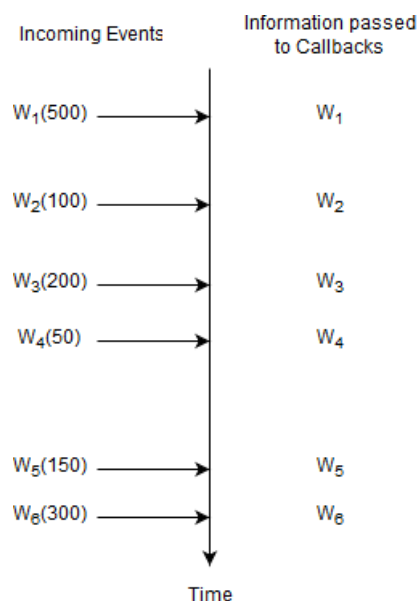 Incoming Events
Information passed
to Callbacks
W₁(500)
W₁
W₂(100)
W₂
W₃(200)
W₃
W₄(50)
W₄
W₅(150)
W₅
W₆(300)
W₆
Time